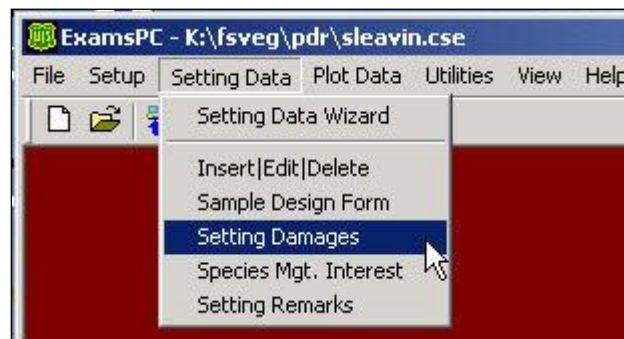 ExamsPC - K:\fsveg\pdr\sleavin.cse
File Setup Setting Data Plot Data Utilities View Help
Setting Data Wizard
Insert|Edit|Delete
Sample Design Form
Setting Damages
Species Mgt. Interest
Setting Remarks